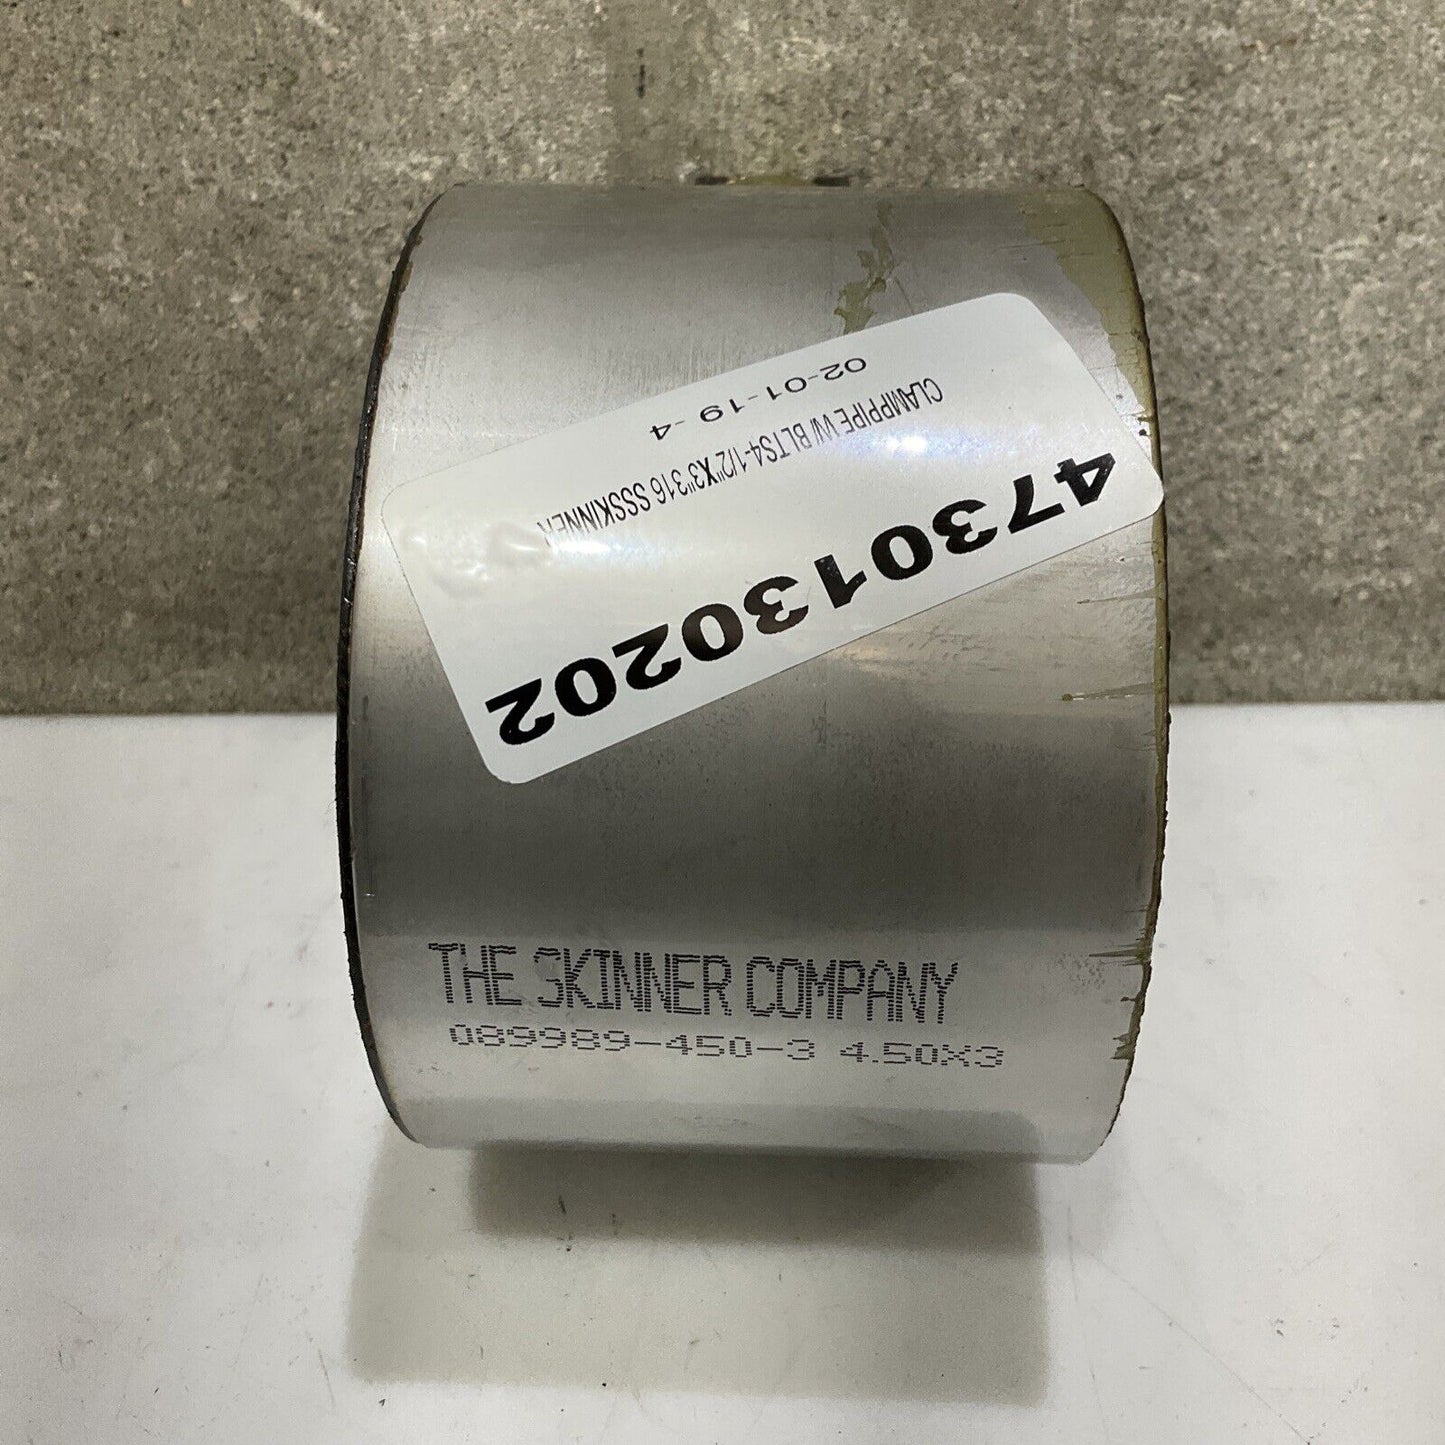 4730130202
CLAMPPIPE W/ BLTS4-1/2"X3"316 SSSKINNER
02-01-19 -4
THE SKINNER COMPANY
089989-450-3 4.50X3